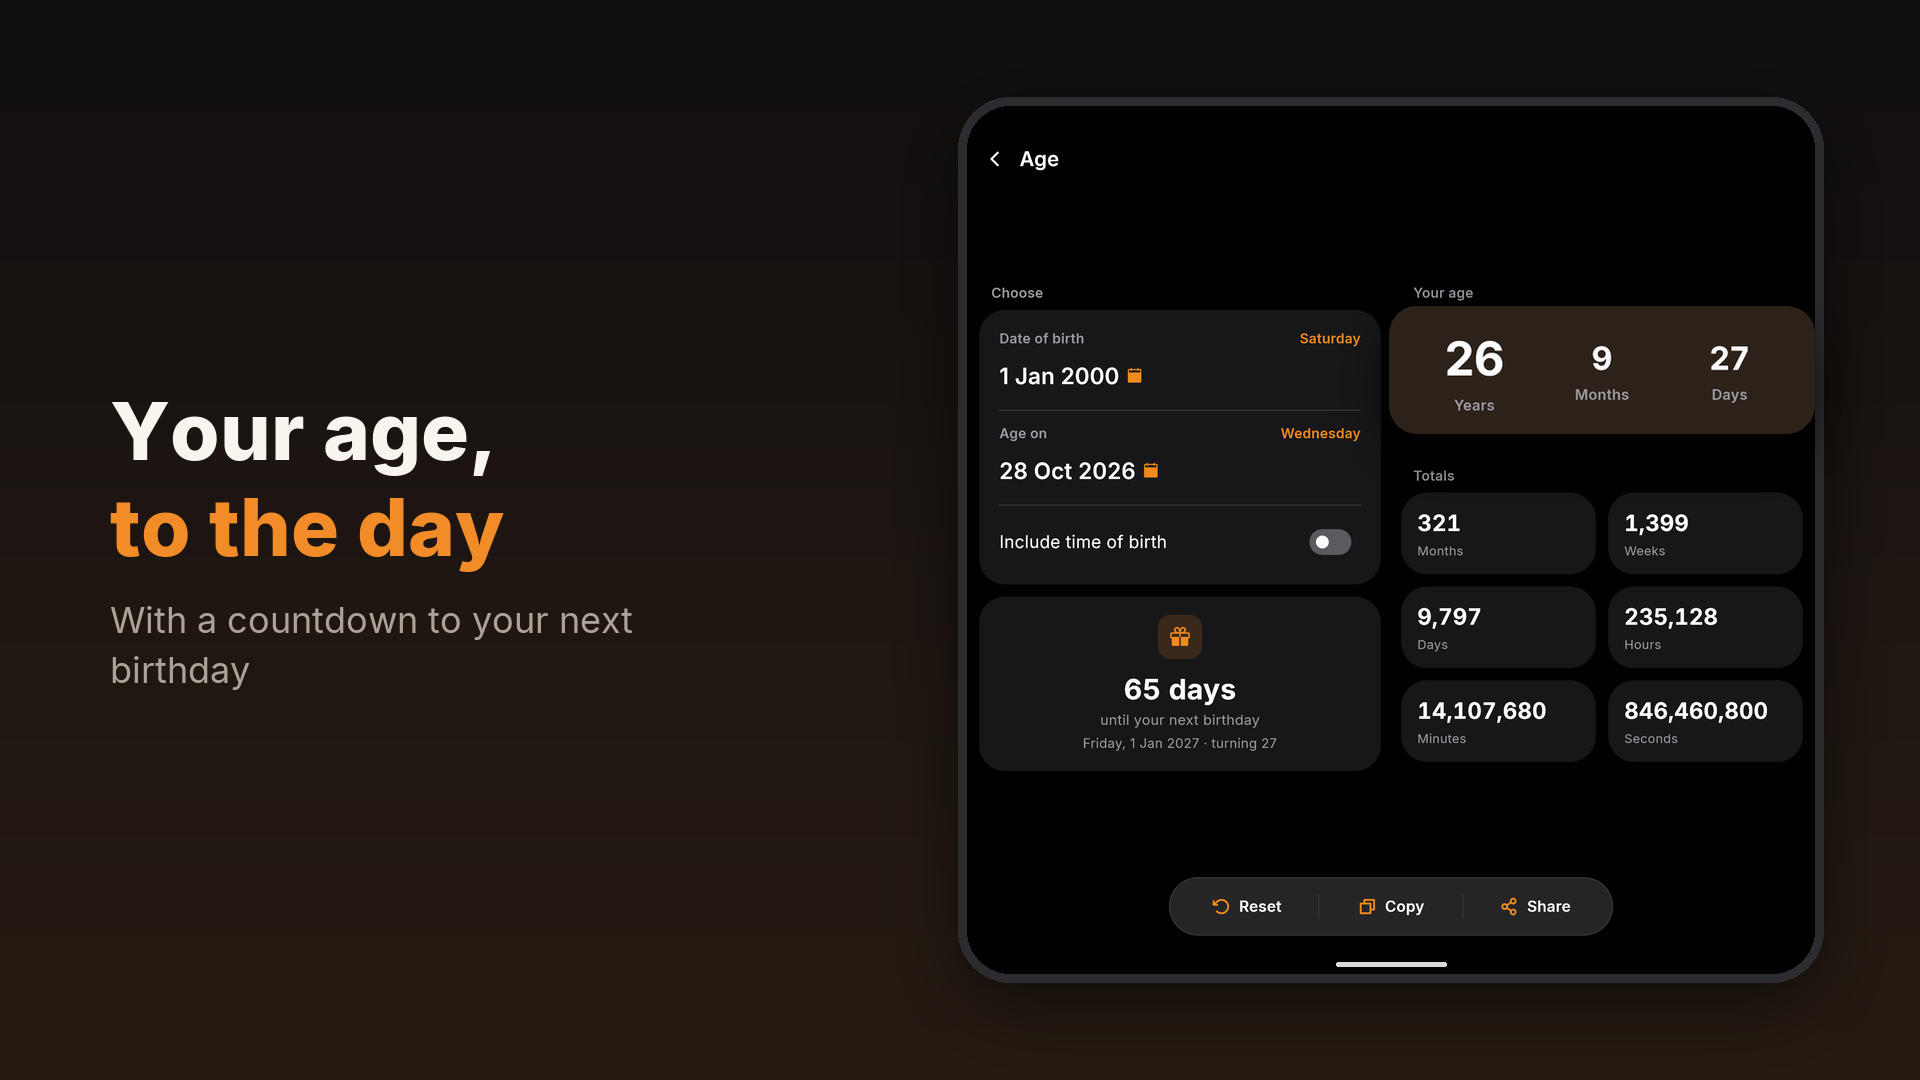 Your age,
to the day
With a countdown to your next
birthday
Age
Choose
Date of birth
Saturday
1 Jan 2000
Age on
Wednesday
28 Oct 2026
Include time of birth
65 days
until your next birthday
Friday, 1 Jan 2027 · turning 27
Your age
26
9
27
Years
Months
Days
Totals
321
1,399
Months
Weeks
9,797
235,128
Days
Hours
14,107,680
846,460,800
Minutes
Seconds
Reset
Copy
Share